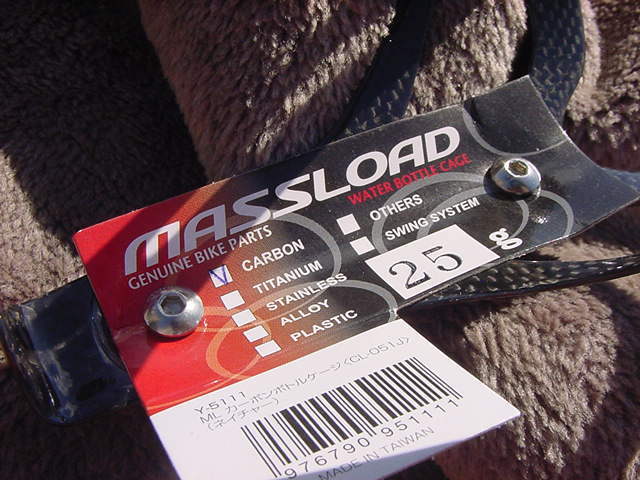 MASSLOAD
WATER BOTTLE CAGE
GENUINE BIKE PARTS
CARBON
TITANIUM
STAINLESS
ALLOY
PLASTIC
OTHERS
SWING SYSTEM
25 g
Y-5111
ML カーボンボトルケージ<CL-051J>
(ネイチャー)
976790 951111
MADE IN TAIWAN